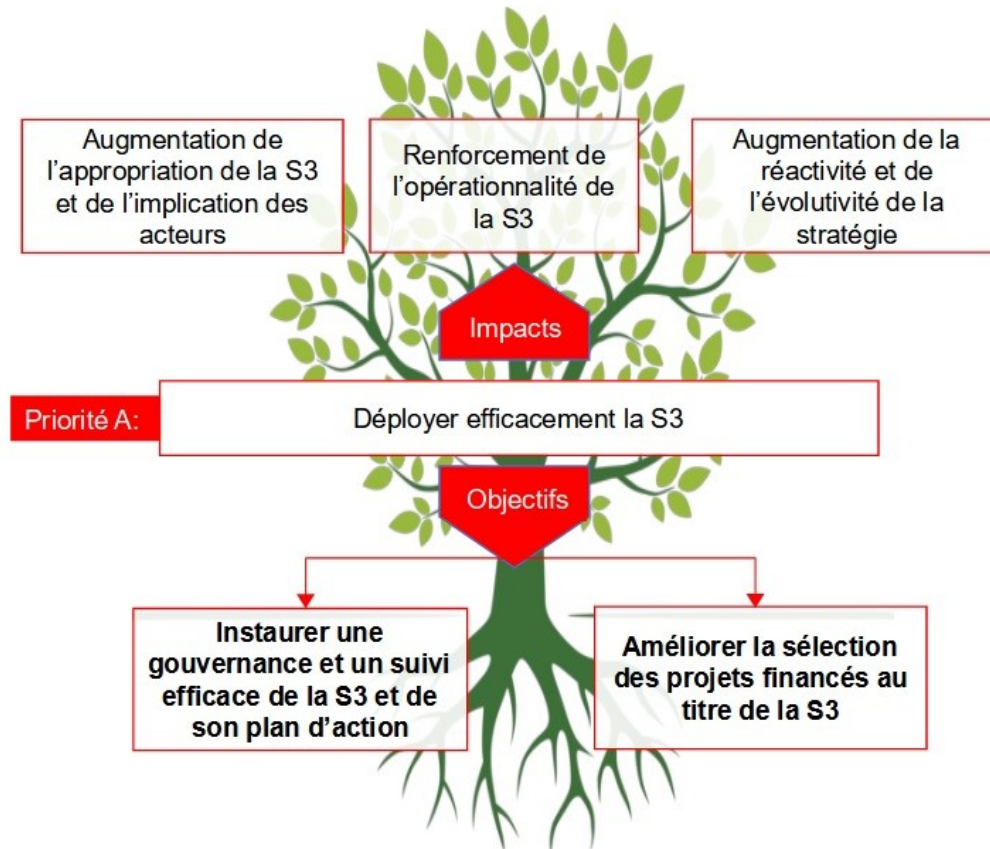 Augmentation de
l’appropriation de la S3
et de l’implication des
acteurs
Renforcement de
l’opérationnalité de
la S3
Augmentation de la
réactivité et de
l’évolutivité de la
stratégie
Impacts
Priorité A:
Déployer efficacement la S3
Objectifs
Instaurer une
gouvernance et un suivi
efficace de la S3 et de
son plan d’action
Améliorer la sélection
des projets financés au
titre de la S3